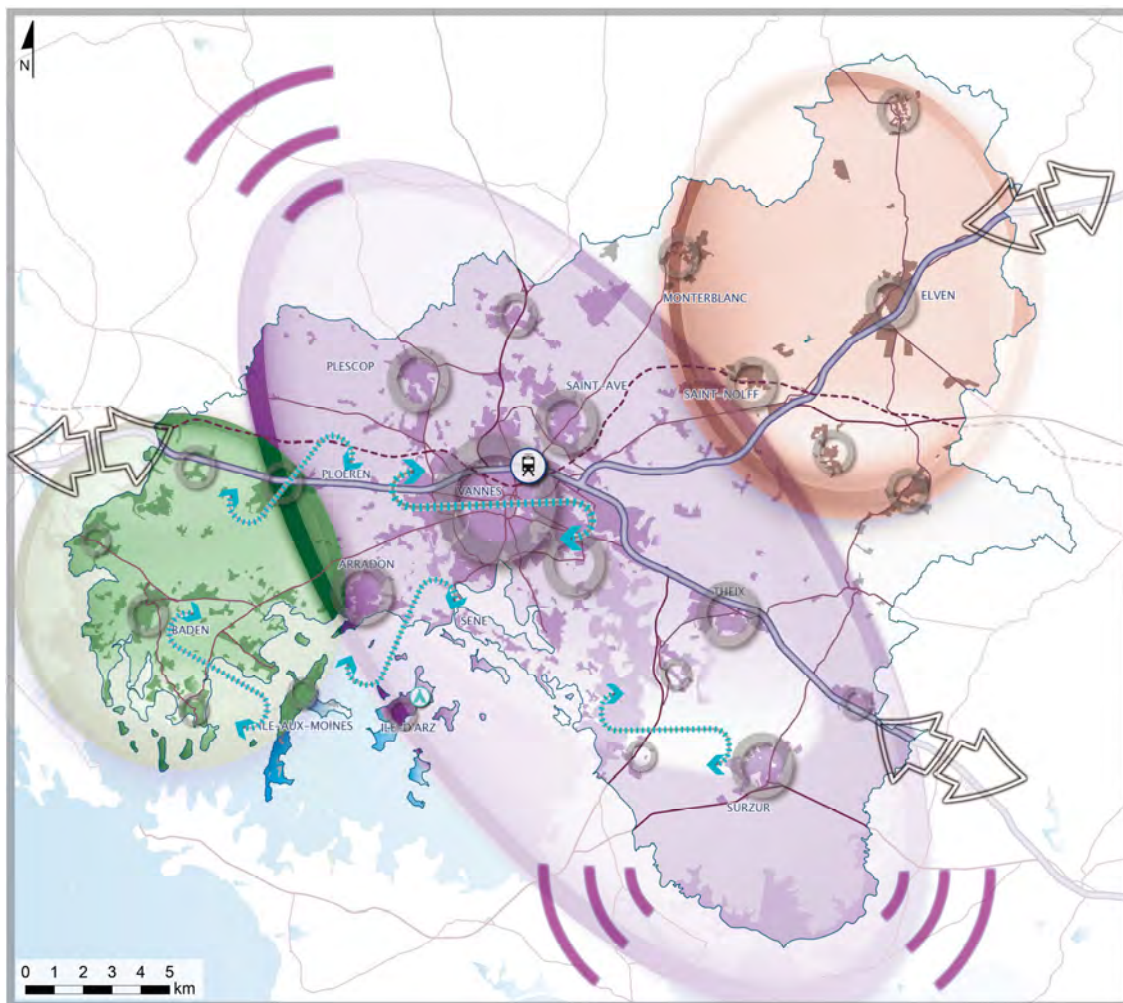 N
MONTERBLANC
ELVEN
PLESCOP
SAINT-AVE
SAINT-NOLFF
PLOEREN
VANNES
ARRADON
THEIX
SENE
BADEN
ILE-AUX-MOINES
ILE-D'ARZ
SURZUR
0 1 2 3 4 5
km